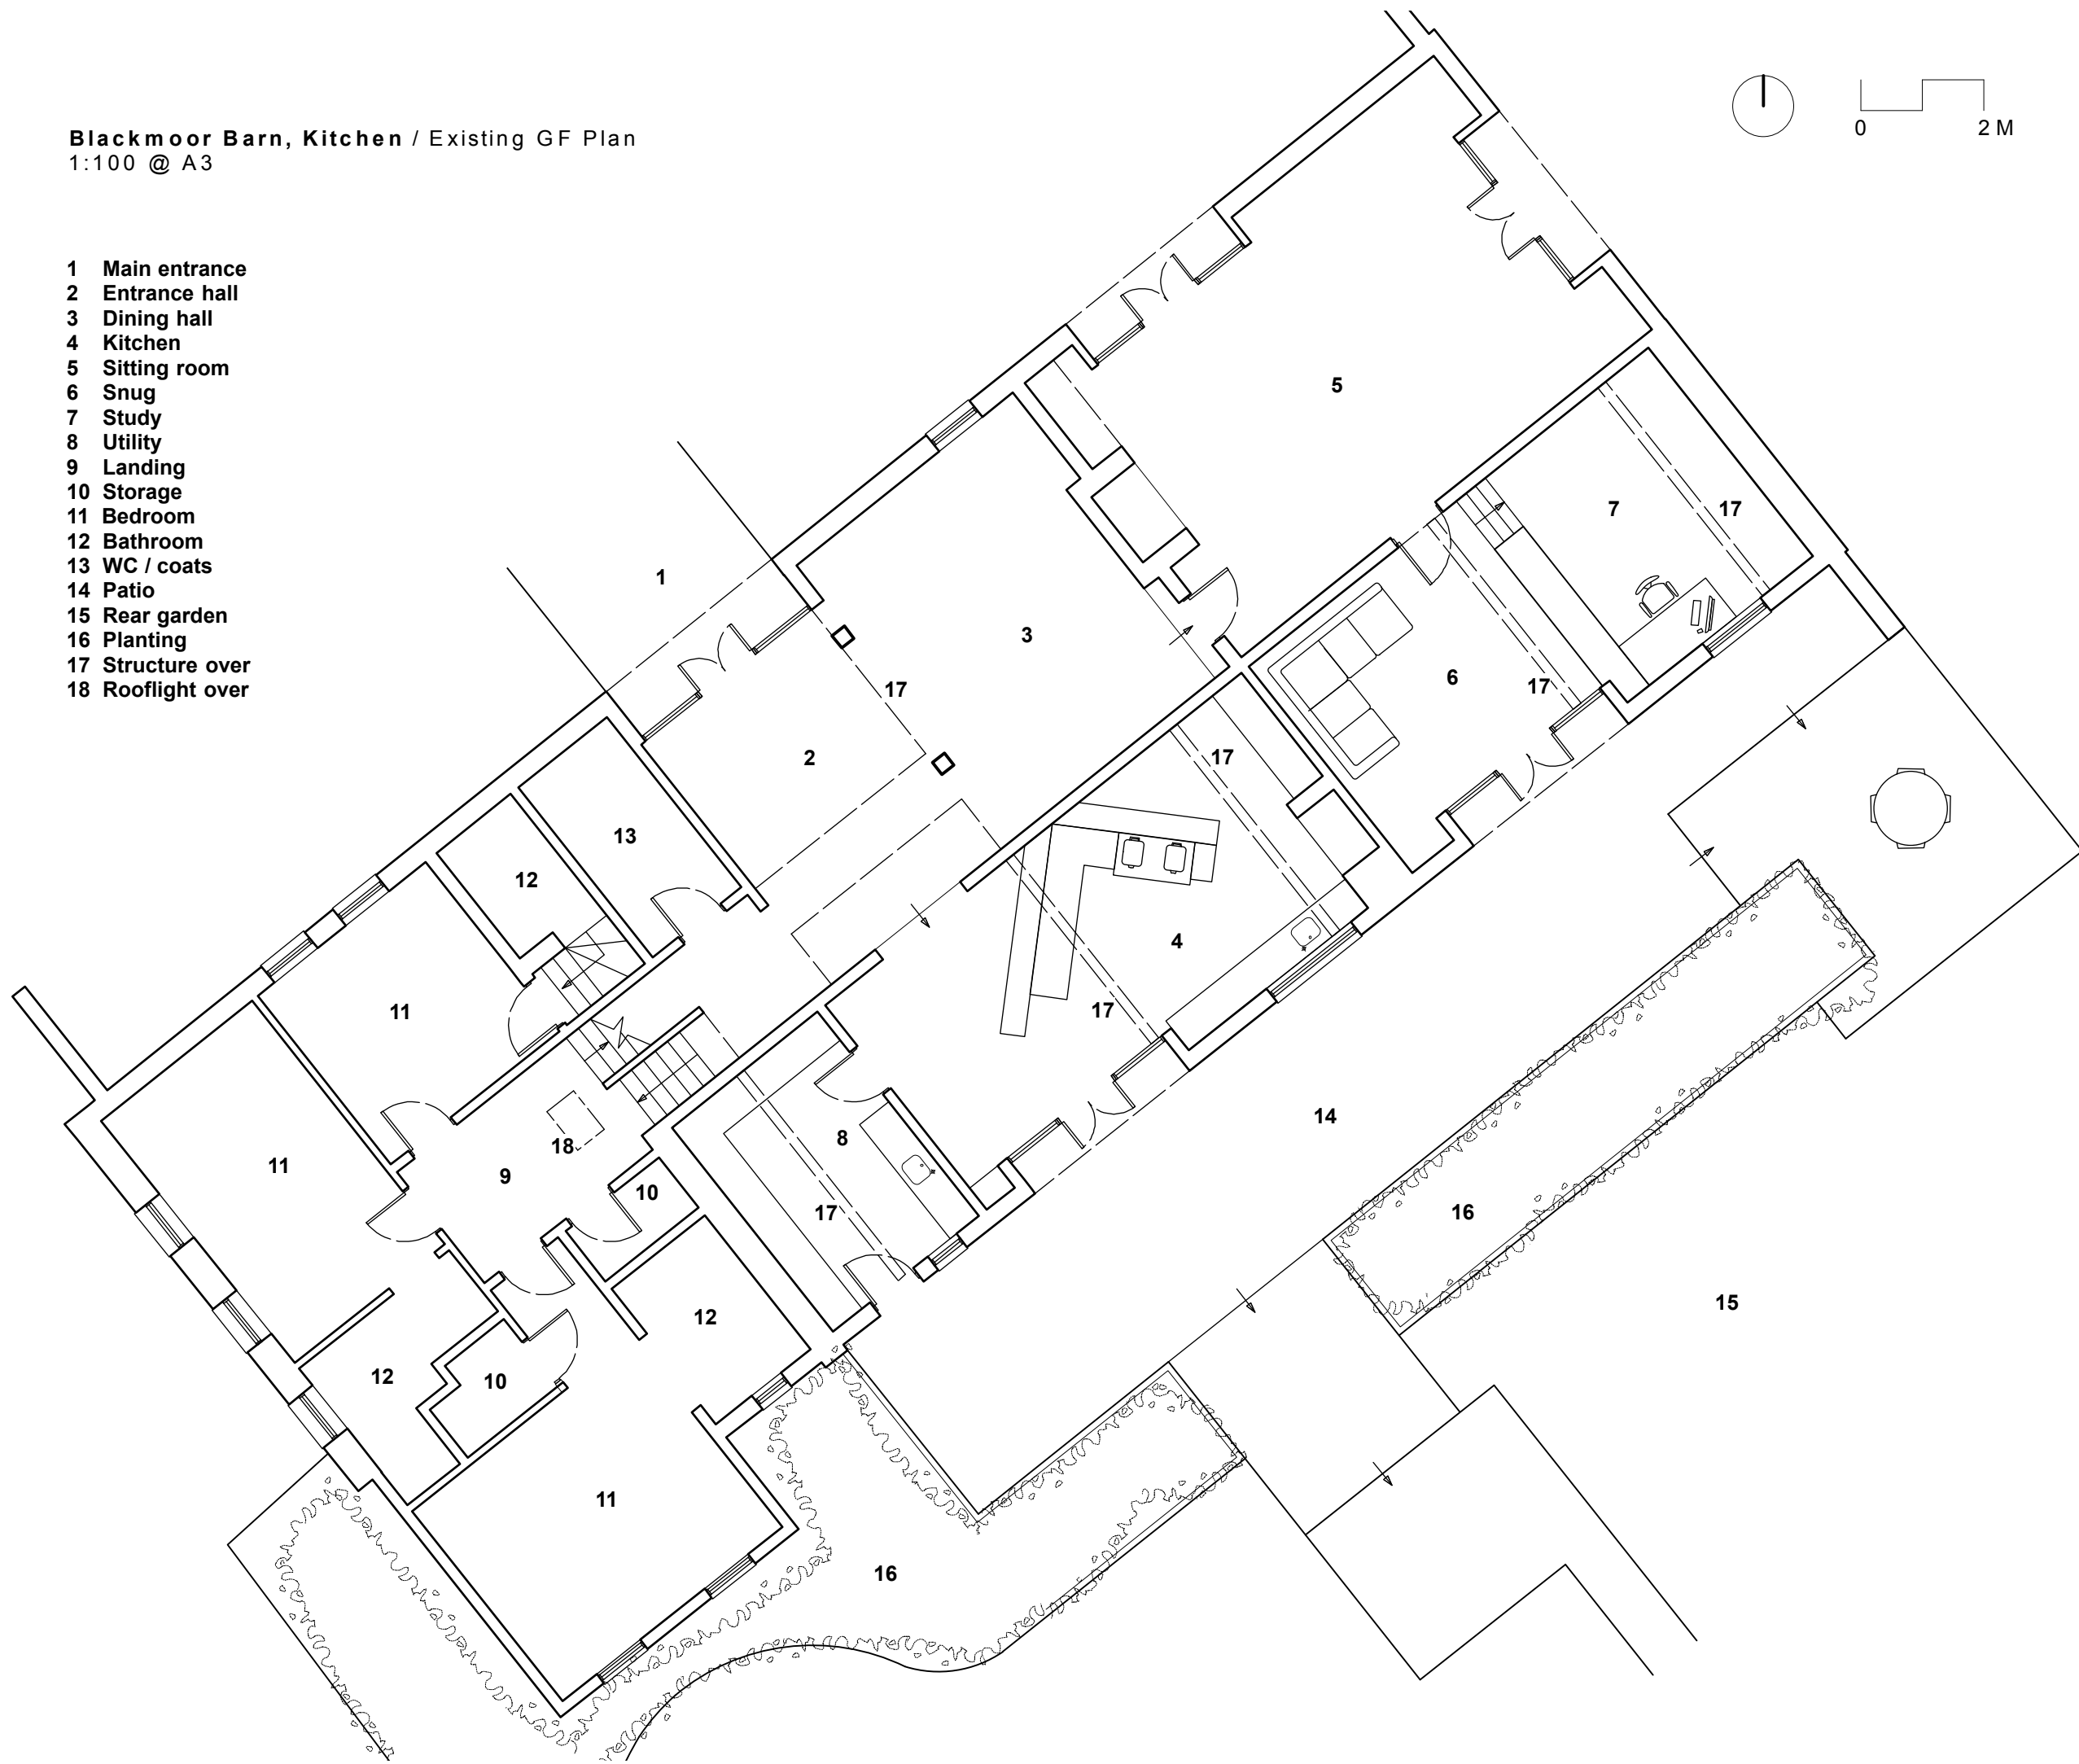 Blackmoor Barn, Kitchen / Existing GF Plan
1:100 @ A3
0 2 M
1 Main entrance
2 Entrance hall
3 Dining hall
4 Kitchen
5 Sitting room
6 Snug
7 Study
8 Utility
9 Landing
10 Storage
11 Bedroom
12 Bathroom
13 WC / coats
14 Patio
15 Rear garden
16 Planting
17 Structure over
18 Rooflight over
5
7
17
1
3
6
17
17
2
17
13
12
4
11
17
14
8
18
11
9
10
17
16
15
12
12
10
11
16